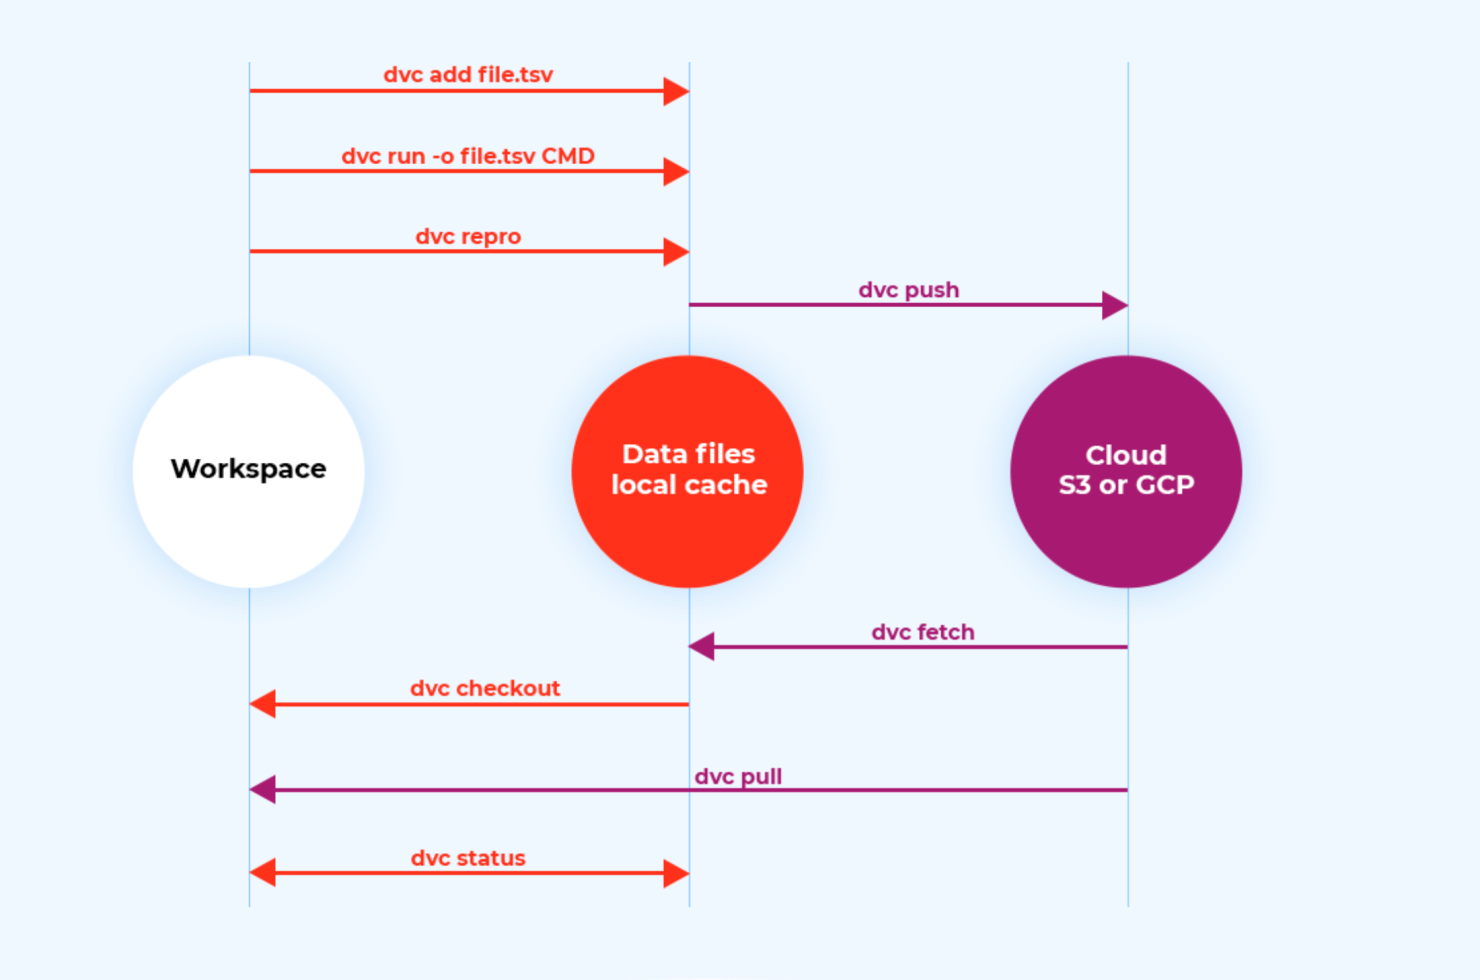 dvc add file.tsv
dvc run -o file.tsv CMD
dvc repro
dvc push
Workspace
Data files
local cache
Cloud
S3 or GCP
dvc fetch
dvc checkout
dvc pull
dvc status